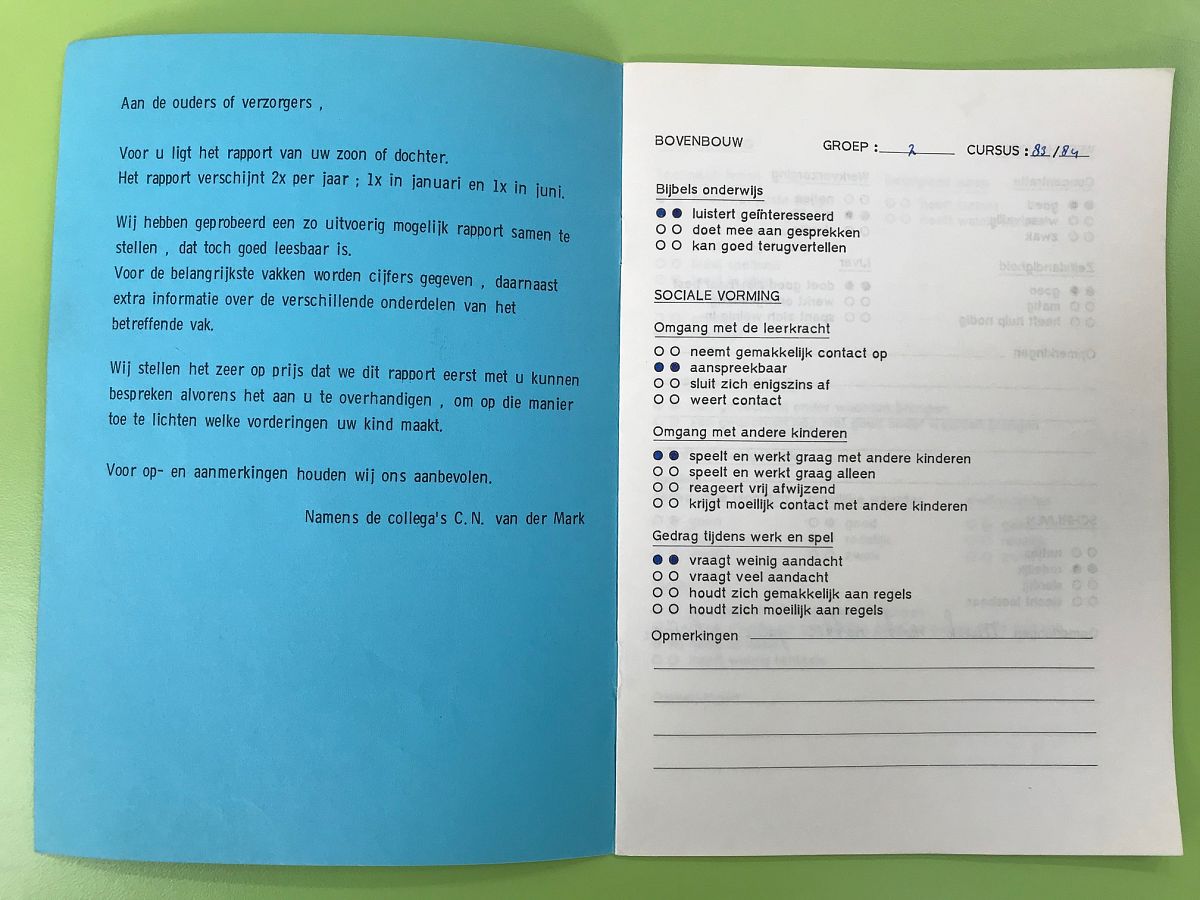 Aan de ouders of verzorgers ,
Voor u ligt het rapport van uw zoon of dochter.
Het rapport verschijnt 2x per jaar ; 1x in januari en 1x in juni.
Wij hebben geprobeerd een zo uitvoerig mogelijk rapport samen te
stellen , dat toch goed leesbaar is.
Voor de belangrijkste vakken worden cijfers gegeven , daarnaast
extra informatie over de verschillende onderdelen van het
betreffende vak.
Wij stellen het zeer op prijs dat we dit rapport eerst met u kunnen
bespreken alvorens het aan u te overhandigen , om op die manier
toe te lichten welke vorderingen uw kind maakt.
Voor op- en aanmerkingen houden wij ons aanbevolen.
Namens de collega's C.N. van der Mark
BOVENBOUW GROEP : 2 CURSUS : 83/84
Bijbels onderwijs
luistert geïnteresseerd
doet mee aan gesprekken
kan goed terugvertellen
SOCIALE VORMING
Omgang met de leerkracht
neemt gemakkelijk contact op
aanspreekbaar
sluit zich enigszins af
weert contact
Omgang met andere kinderen
speelt en werkt graag met andere kinderen
speelt en werkt graag alleen
reageert vrij afwijzend
krijgt moeilijk contact met andere kinderen
Gedrag tijdens werk en spel
vraagt weinig aandacht
vraagt veel aandacht
houdt zich gemakkelijk aan regels
houdt zich moeilijk aan regels
Opmerkingen